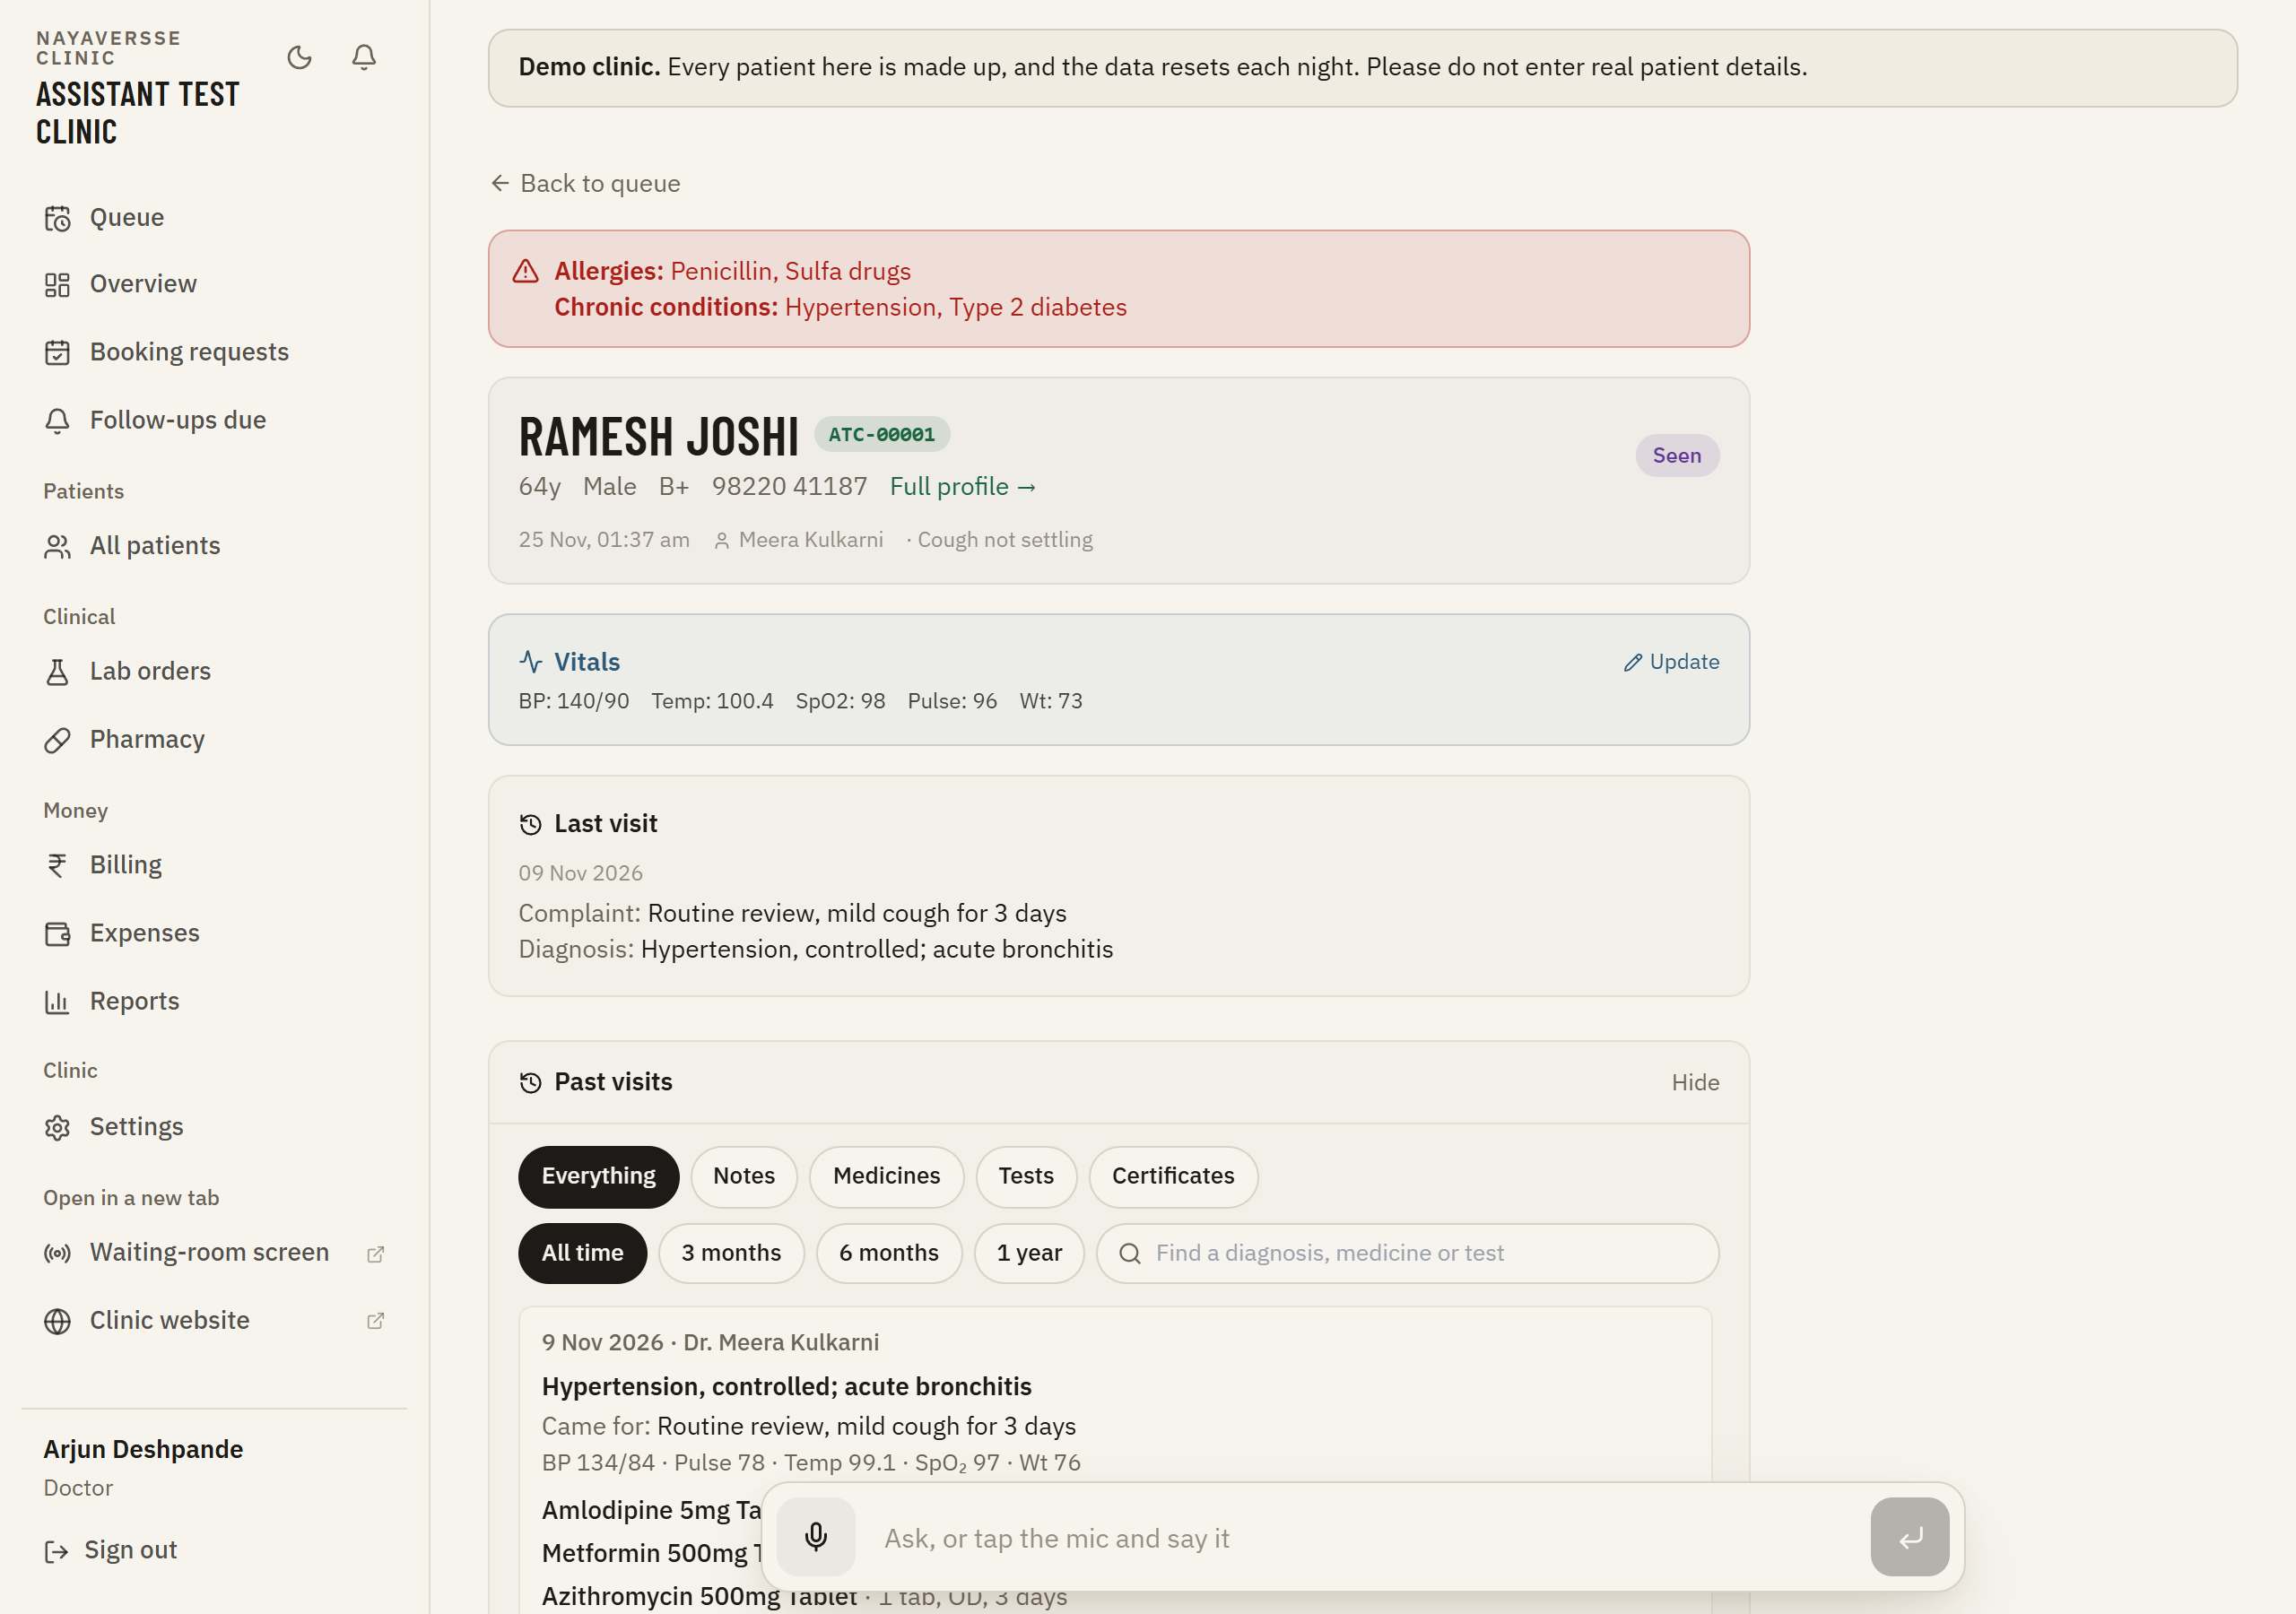 NAYAVERSSE
CLINIC
ASSISTANT TEST
CLINIC
Queue
Overview
Booking requests
Follow-ups due
Patients
All patients
Clinical
Lab orders
Pharmacy
Money
Billing
Expenses
Reports
Clinic
Settings
Open in a new tab
Waiting-room screen
Clinic website
Arjun Deshpande
Doctor
Sign out
Demo clinic. Every patient here is made up, and the data resets each night. Please do not enter real patient details.
← Back to queue
Allergies: Penicillin, Sulfa drugs
Chronic conditions: Hypertension, Type 2 diabetes
RAMESH JOSHI ATC-00001
Seen
64y Male B+ 98220 41187 Full profile →
25 Nov, 01:37 am Meera Kulkarni · Cough not settling
Vitals
Update
BP: 140/90 Temp: 100.4 SpO2: 98 Pulse: 96 Wt: 73
Last visit
09 Nov 2026
Complaint: Routine review, mild cough for 3 days
Diagnosis: Hypertension, controlled; acute bronchitis
Past visits
Hide
Everything Notes Medicines Tests Certificates
All time 3 months 6 months 1 year Find a diagnosis, medicine or test
9 Nov 2026 · Dr. Meera Kulkarni
Hypertension, controlled; acute bronchitis
Came for: Routine review, mild cough for 3 days
BP 134/84 · Pulse 78 · Temp 99.1 · SpO₂ 97 · Wt 76
Amlodipine 5mg
Metformin 500mg
Ask, or tap the mic and say it
Azithromycin 500mg Tablet · 1 tab, OD, 3 days